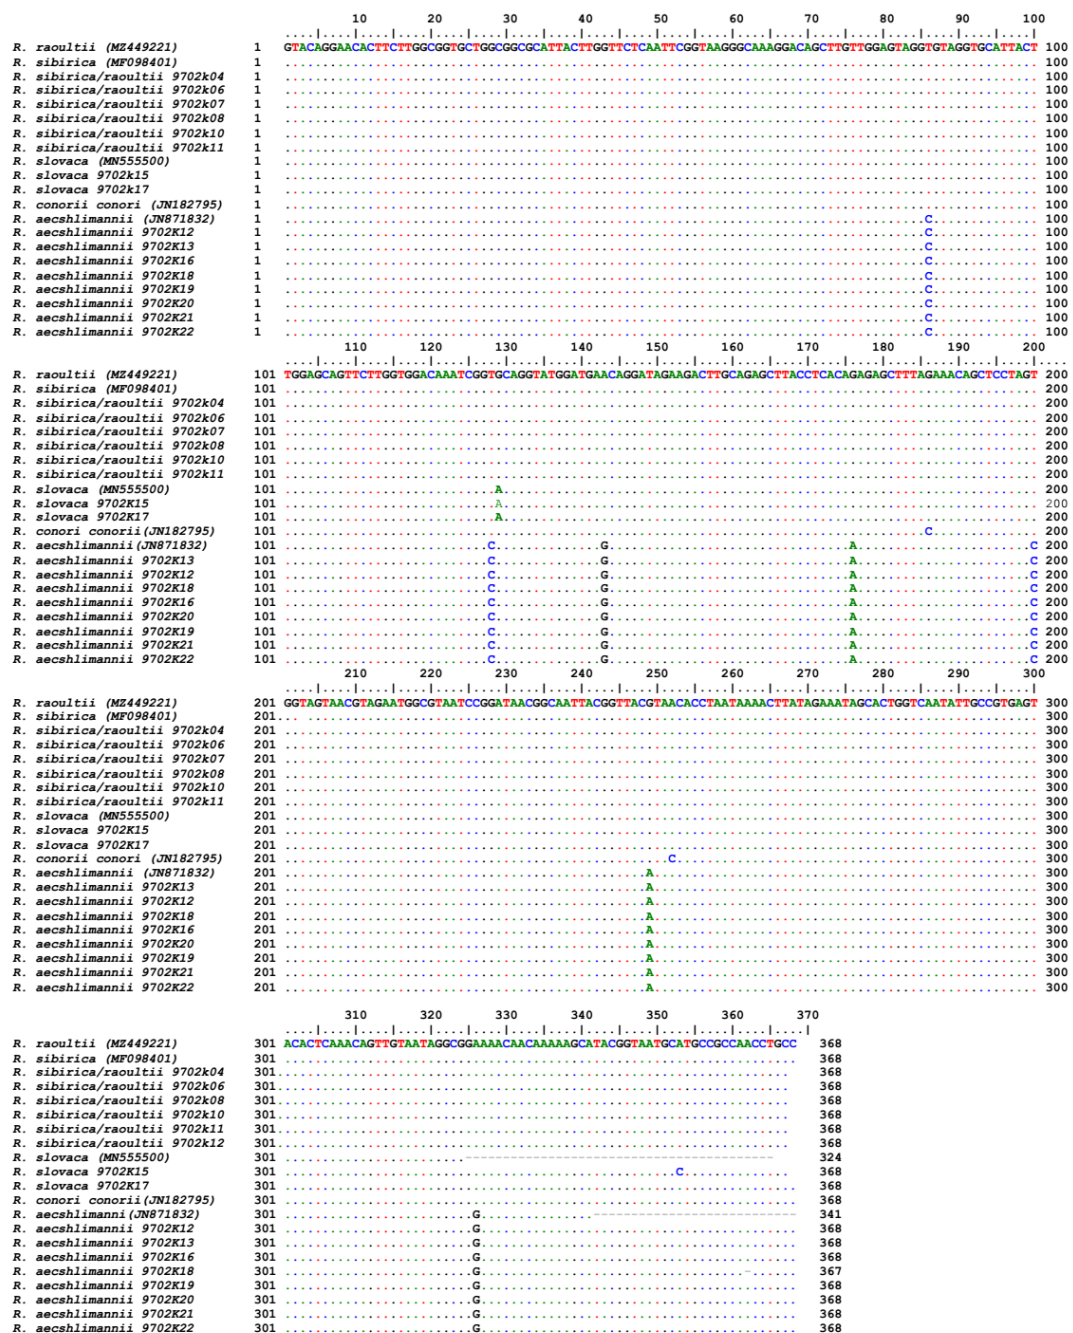 10 20 30 40 50 60 70 80 90 100
R. raoultii (MZ449221) 1 GTACAGGAACACTTCTTGGCGGTGCTGGCGGCGCATTACTTGGTTCTCAATTCGGTAAGGGCAAAGGACAGCTTGTTGGAGTAGGTGTAGGTGCATTACT 100
R. sibirica (MF098401) 1 100
R. sibirica/raoultii 9702k04 1 100
R. sibirica/raoultii 9702k06 1 100
R. sibirica/raoultii 9702k07 1 100
R. sibirica/raoultii 9702k08 1 100
R. sibirica/raoultii 9702k10 1 100
R. sibirica/raoultii 9702k11 1 100
R. slovaca (MN555500) 1 100
R. slovaca 9702k15 1 100
R. slovaca 9702k17 1 100
R. conorii conori (JN182795) 1 100
R. aecshlimannii (JN871832) 1 C 100
R. aecshlimannii 9702K12 1 C 100
R. aecshlimannii 9702K13 1 C 100
R. aecshlimannii 9702K16 1 C 100
R. aecshlimannii 9702K18 1 C 100
R. aecshlimannii 9702K19 1 C 100
R. aecshlimannii 9702K20 1 C 100
R. aecshlimannii 9702K21 1 C 100
R. aecshlimannii 9702K22 1 C 100
110 120 130 140 150 160 170 180 190 200
R. raoultii (MZ449221) 101 TGGAGCAGTTCTTGGTGGACAAATCGGTGCAGGTATGGATGAACAGGATAGAAGACTTGCAGAGCTTACCTCACAGAGAGCTTTAGAAACAGCTCCTAGT 200
R. sibirica (MF098401) 101 200
R. sibirica/raoultii 9702k04 101 200
R. sibirica/raoultii 9702k06 101 200
R. sibirica/raoultii 9702k07 101 200
R. sibirica/raoultii 9702k08 101 200
R. sibirica/raoultii 9702k10 101 200
R. sibirica/raoultii 9702k11 101 200
R. slovaca (MN555500) 101 A 200
R. slovaca 9702K15 101 A 200
R. slovaca 9702K17 101 A 200
R. conori conorii(JN182795) 101 C 200
R. aecshlimannii(JN871832) 101 C G A C 200
R. aecshlimannii 9702K13 101 C G A C 200
R. aecshlimannii 9702K12 101 C G A C 200
R. aecshlimannii 9702K18 101 C G A C 200
R. aecshlimannii 9702K16 101 C G A C 200
R. aecshlimannii 9702K20 101 C G A C 200
R. aecshlimannii 9702K19 101 C G A C 200
R. aecshlimannii 9702K21 101 C G A C 200
R. aecshlimannii 9702K22 101 C G A C 200
210 220 230 240 250 260 270 280 290 300
R. raoultii (MZ449221) 201 GGTAGTAACGTAGAATGGCGTAATCCGGATAACGGCAATTACGGTTACGTAACACCTAATAAAACTTATAGAAATAGCACTGGTCAATATTGCCGTGAGT 300
R. sibirica (MF098401) 201 300
R. sibirica/raoultii 9702k04 201 300
R. sibirica/raoultii 9702k06 201 300
R. sibirica/raoultii 9702k07 201 300
R. sibirica/raoultii 9702k08 201 300
R. sibirica/raoultii 9702k10 201 300
R. sibirica/raoultii 9702k11 201 300
R. slovaca (MN555500) 201 300
R. slovaca 9702K15 201 300
R. slovaca 9702K17 201 300
R. conorii conori (JN182795) 201 C 300
R. aecshlimannii (JN871832) 201 A 300
R. aecshlimannii 9702K13 201 A 300
R. aecshlimannii 9702K12 201 A 300
R. aecshlimannii 9702K18 201 A 300
R. aecshlimannii 9702K16 201 A 300
R. aecshlimannii 9702K20 201 A 300
R. aecshlimannii 9702K19 201 A 300
R. aecshlimannii 9702K21 201 A 300
R. aecshlimannii 9702K22 201 A 300
310 320 330 340 350 360 370
R. raoultii (MZ449221) 301 ACACTCAAACAGTTGTAATAGGCGGAAAACAACAAAAAGCATACGGTAATGCATGCCGCCAACCTGCC 368
R. sibirica (MF098401) 301 368
R. sibirica/raoultii 9702k04 301 368
R. sibirica/raoultii 9702k06 301 368
R. sibirica/raoultii 9702k08 301 368
R. sibirica/raoultii 9702k10 301 368
R. sibirica/raoultii 9702k11 301 368
R. sibirica/raoultii 9702k12 301 368
R. slovaca (MN555500) 301 324
R. slovaca 9702K15 301 C 368
R. slovaca 9702K17 301 368
R. conori conorii(JN182795) 301 368
R. aecshlimanni(JN871832) 301 G 341
R. aecshlimannii 9702K12 301 G 368
R. aecshlimannii 9702K13 301 G 368
R. aecshlimannii 9702K16 301 G 368
R. aecshlimannii 9702K18 301 G 367
R. aecshlimannii 9702K19 301 G 368
R. aecshlimannii 9702K20 301 G 368
R. aecshlimannii 9702K21 301 G 368
R. aecshlimannii 9702K22 301 G 368